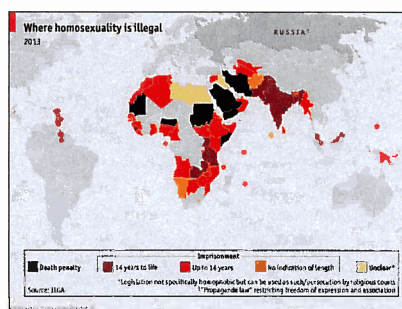 Where homosexuality is illegal
2013
RUSSIA†
Imprisonment
Death penalty
14 years to life
Up to 14 years
No indication of length
Unclear*
Source: ILGA
*Legislation not specifically homophobic but can be used as such/persecution by religious courts
†"Propaganda law" restricting freedom of expression and association